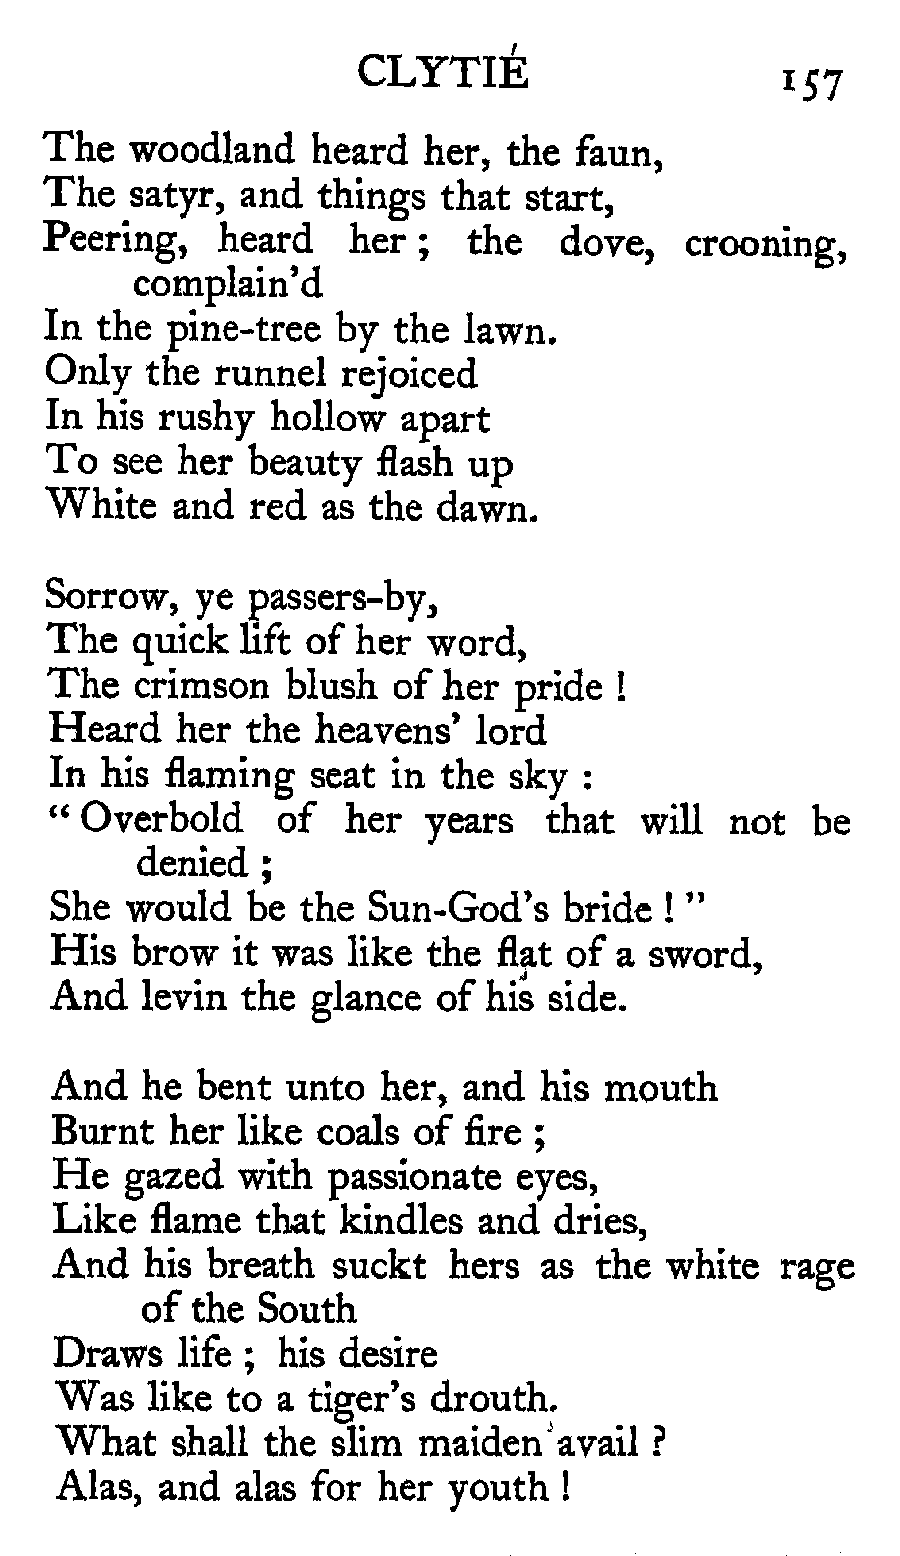 CLYTIÉ 157
The woodland heard her, the faun,
The satyr, and things that start,
Peering, heard her ; the dove, crooning,
complain'd
In the pine-tree by the lawn.
Only the runnel rejoiced
In his rushy hollow apart
To see her beauty flash up
White and red as the dawn.

Sorrow, ye passers-by,
The quick lift of her word,
The crimson blush of her pride !
Heard her the heavens' lord
In his flaming seat in the sky :
“ Overbold of her years that will not be
denied ;
She would be the Sun-God's bride ! ”
His brow it was like the flat of a sword,
And levin the glance of his side.

And he bent unto her, and his mouth
Burnt her like coals of fire ;
He gazed with passionate eyes,
Like flame that kindles and dries,
And his breath suckt hers as the white rage
of the South
Draws life ; his desire
Was like to a tiger's drouth.
What shall the slim maiden avail ?
Alas, and alas for her youth !